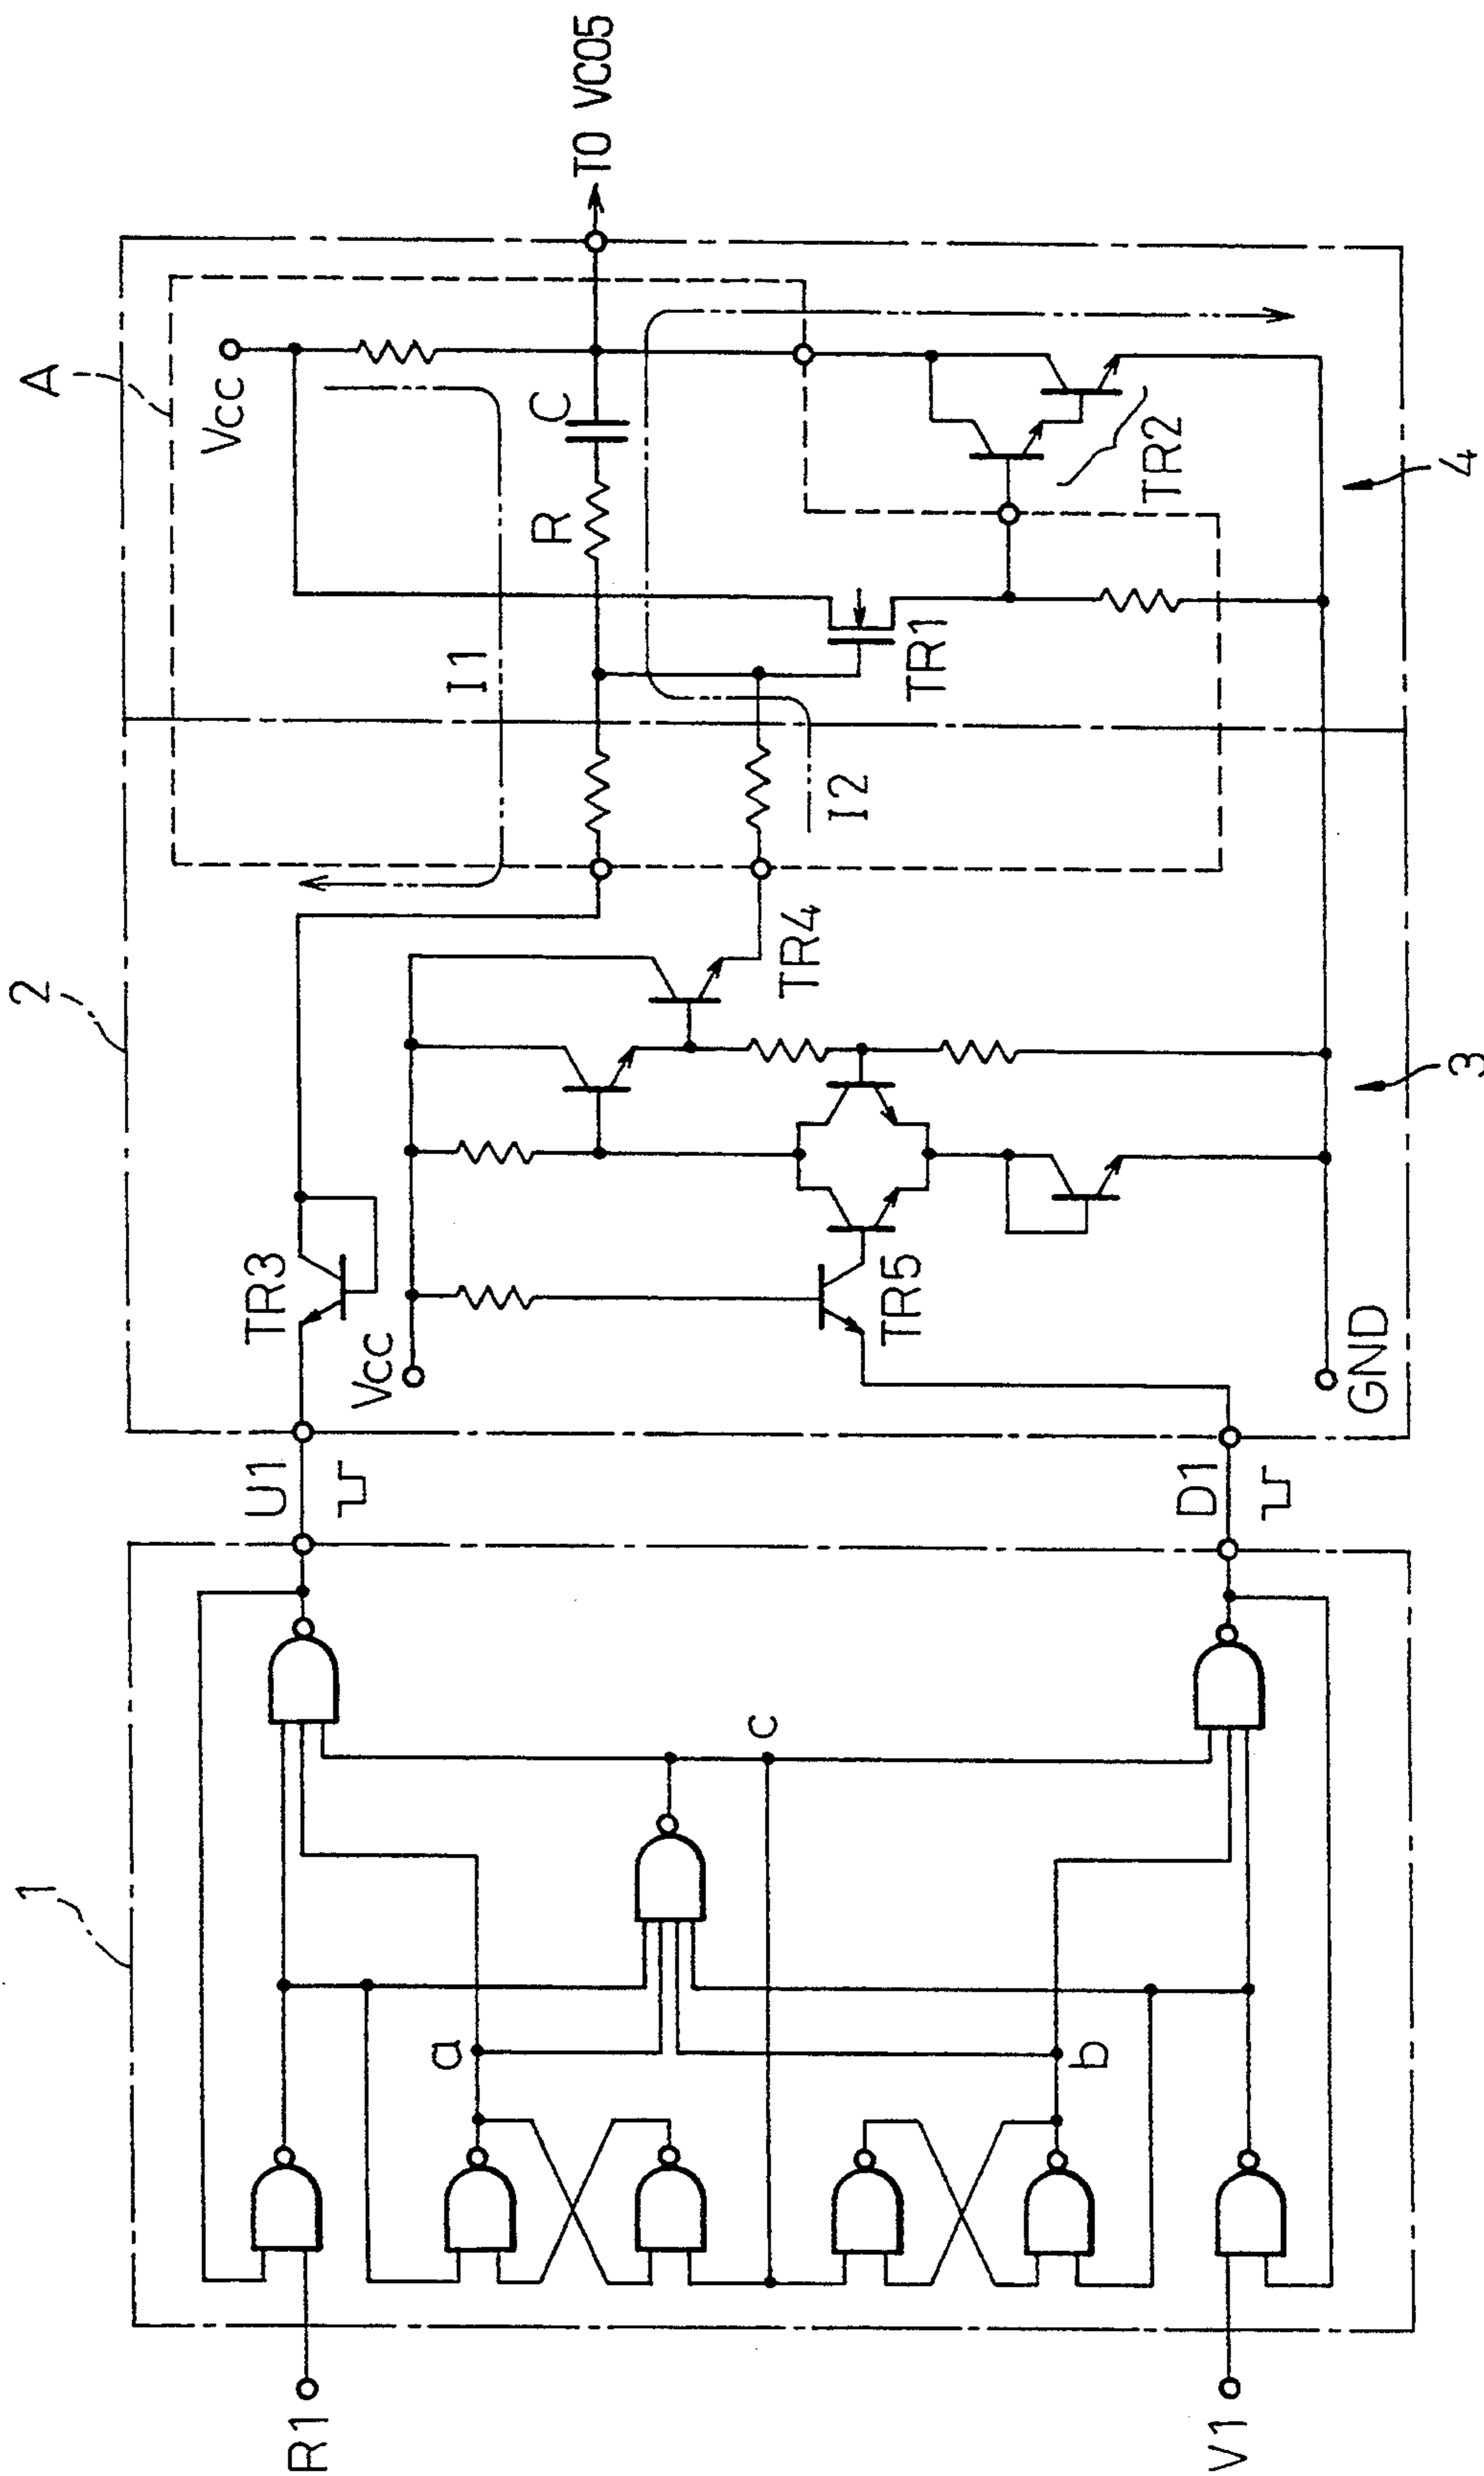 1
2
A
R1
V1
a
b
c
U1
D1
TR3
Vcc
TR5
GND
TR4
3
I1
I2
R
C
Vcc
TR1
TR2
4
TO VCO5